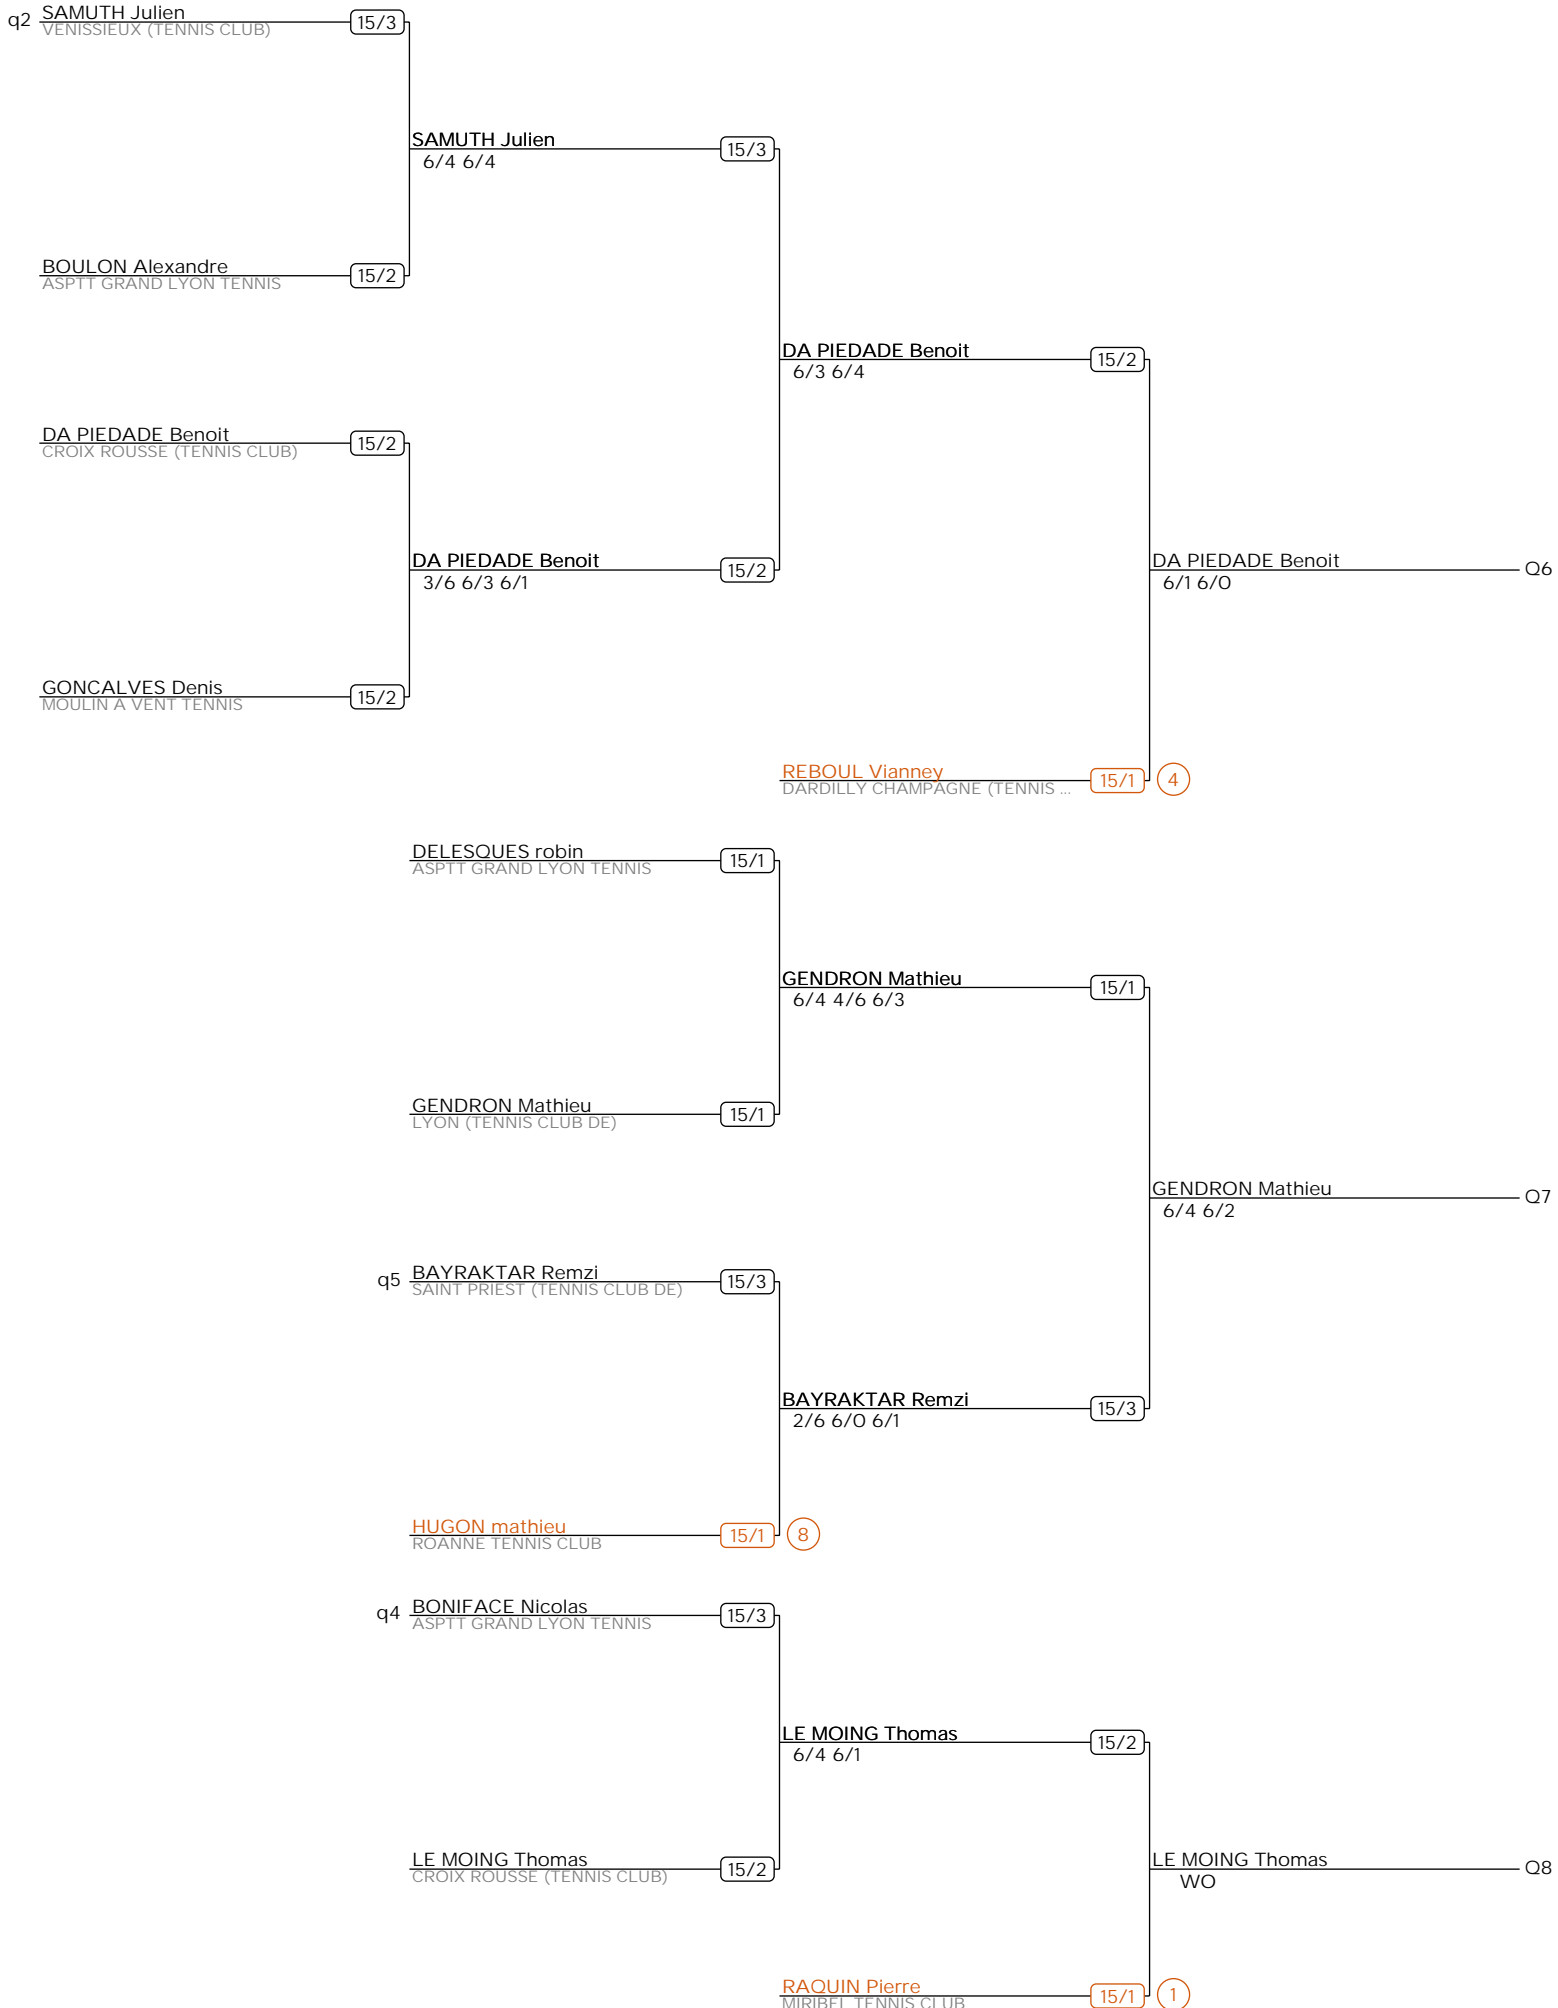 q2 SAMUTH Julien 15/3
VENISSIEUX (TENNIS CLUB)
SAMUTH Julien 15/3
6/4 6/4
BOULON Alexandre 15/2
ASPTT GRAND LYON TENNIS
DA PIEDADE Benoit 15/2
6/3 6/4
DA PIEDADE Benoit 15/2
CROIX ROUSSE (TENNIS CLUB)
DA PIEDADE Benoit 15/2
3/6 6/3 6/1
DA PIEDADE Benoit Q6
6/1 6/0
GONCALVES Denis 15/2
MOULIN A VENT TENNIS
REBOUL Vianney 15/1 4
DARDILLY CHAMPAGNE (TENNIS ...
DELESQUES robin 15/1
ASPTT GRAND LYON TENNIS
GENDRON Mathieu 15/1
6/4 4/6 6/3
GENDRON Mathieu 15/1
LYON (TENNIS CLUB DE)
GENDRON Mathieu Q7
6/4 6/2
q5 BAYRAKTAR Remzi 15/3
SAINT PRIEST (TENNIS CLUB DE)
BAYRAKTAR Remzi 15/3
2/6 6/0 6/1
HUGON mathieu 15/1 8
ROANNE TENNIS CLUB
q4 BONIFACE Nicolas 15/3
ASPTT GRAND LYON TENNIS
LE MOING Thomas 15/2
6/4 6/1
LE MOING Thomas 15/2
CROIX ROUSSE (TENNIS CLUB)
LE MOING Thomas Q8
WO
RAQUIN Pierre 15/1 1
MIRIBEL TENNIS CLUB